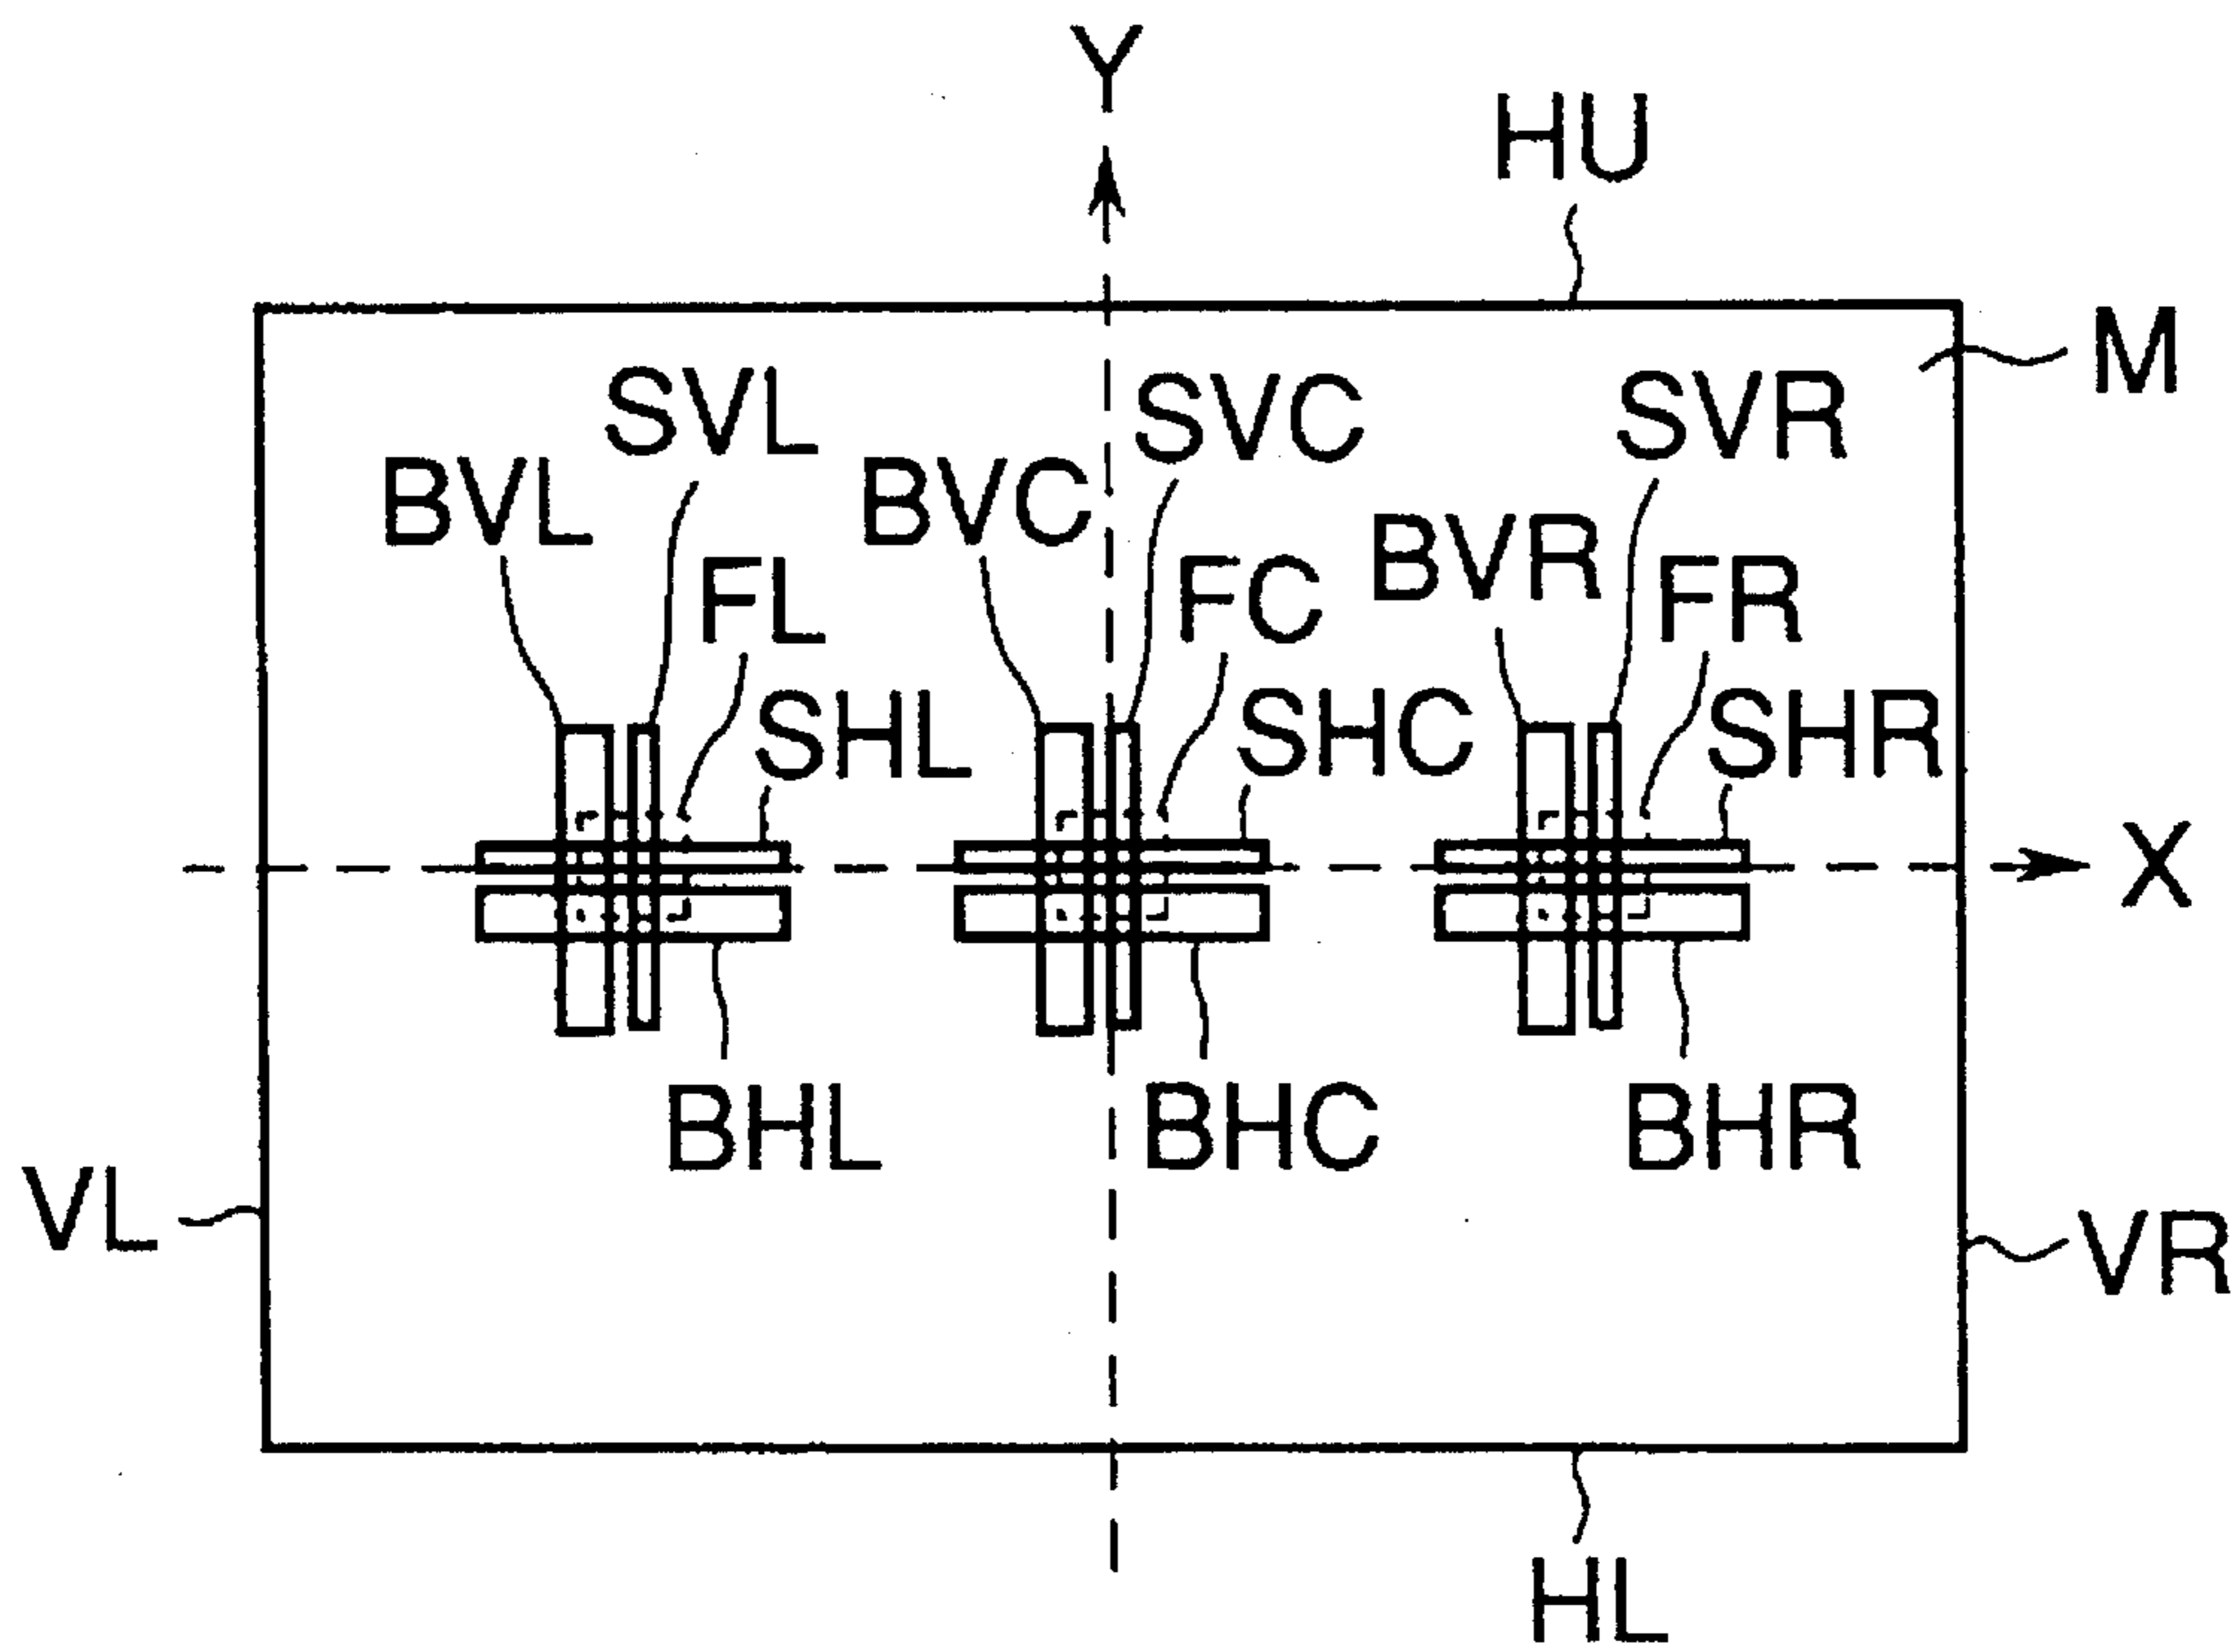 Y
HU
M
SVL SVC SVR
BVL BVC BVR
FL FC FR
SHL SHC SHR
X
BHL BHC BHR
VL VR
HL